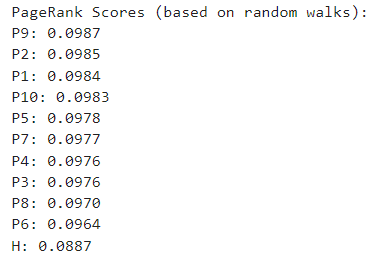 PageRank Scores (based on random walks):
P9: 0.0987
P2: 0.0985
P1: 0.0984
P10: 0.0983
P5: 0.0978
P7: 0.0977
P4: 0.0976
P3: 0.0976
P8: 0.0970
P6: 0.0964
H: 0.0887